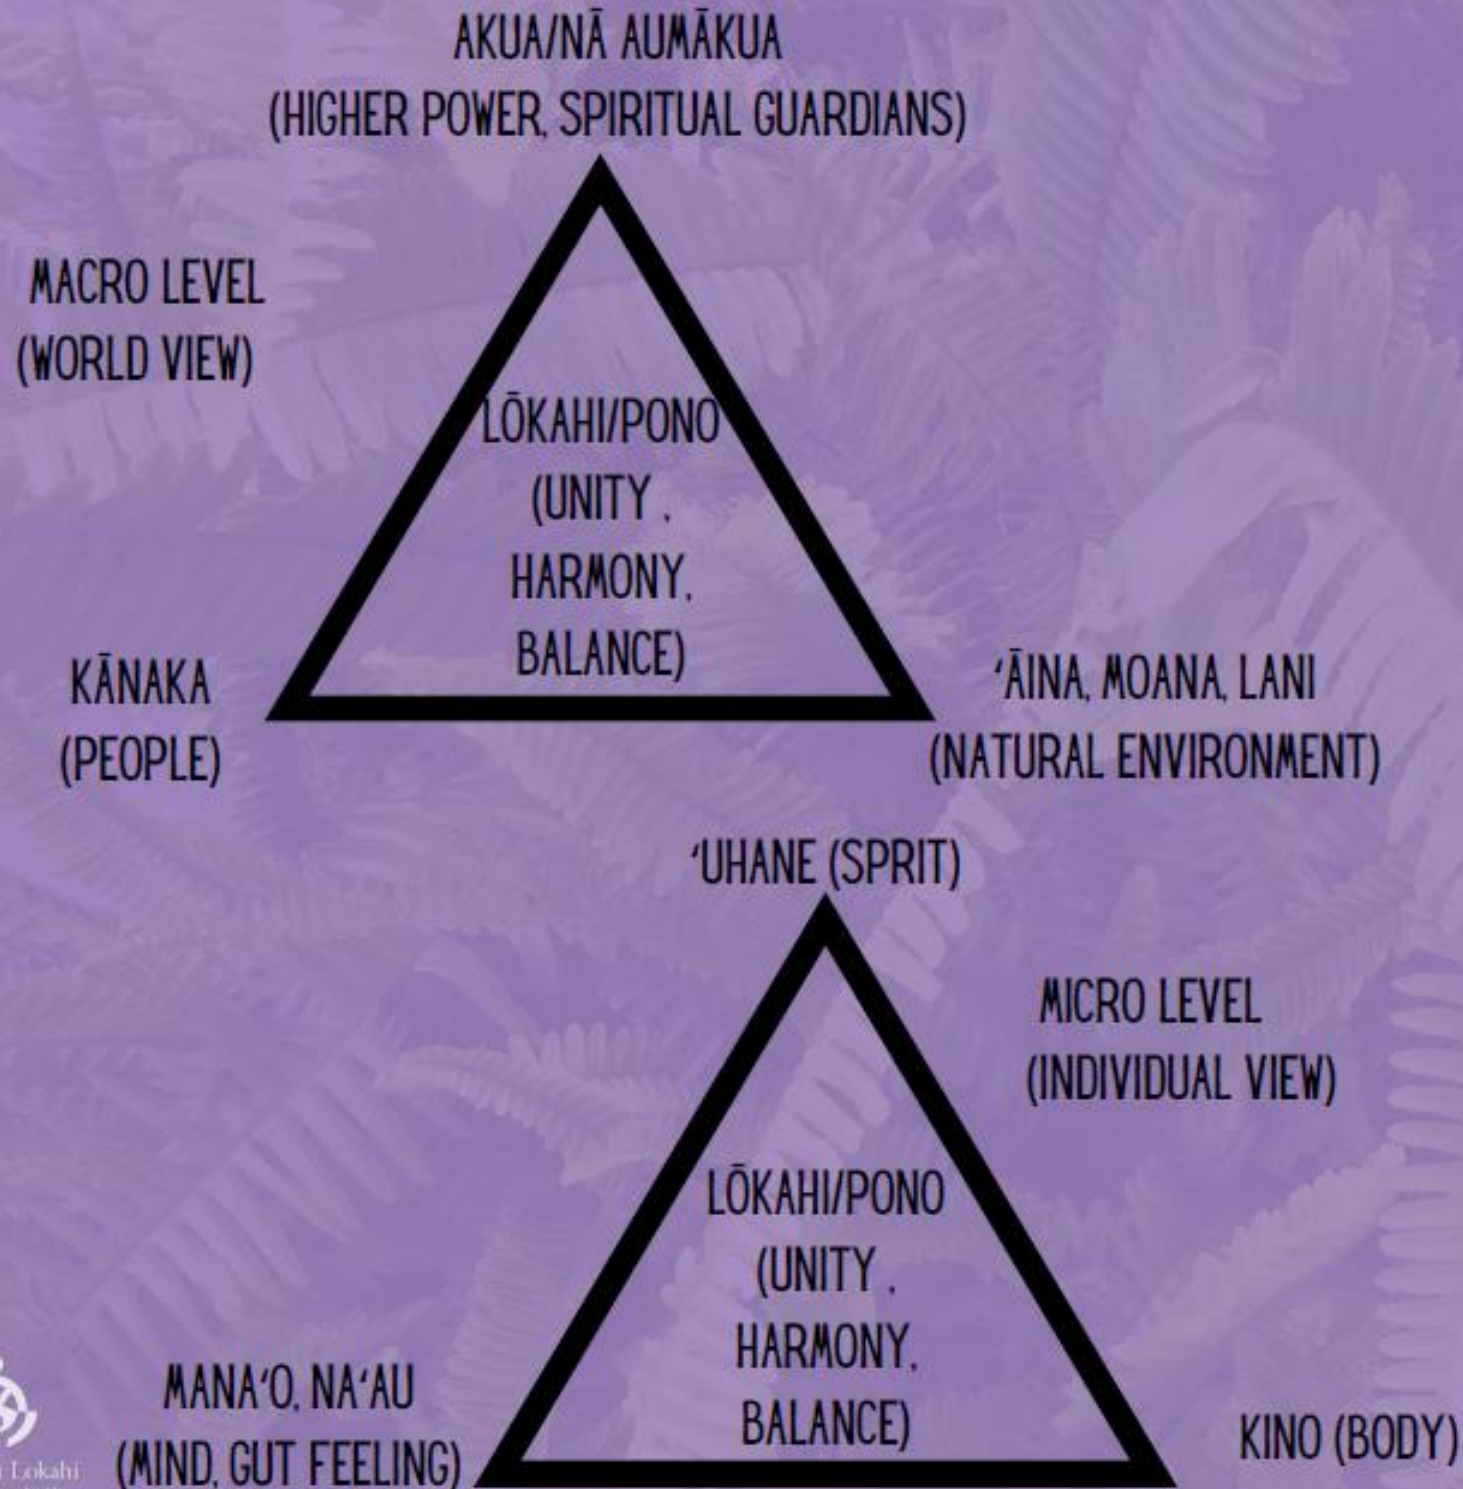 AKUA/NĀ AUMĀKUA
(HIGHER POWER, SPIRITUAL GUARDIANS)
MACRO LEVEL
(WORLD VIEW)
LŌKAHI/PONO
(UNITY ,
HARMONY,
BALANCE)
KĀNAKA
(PEOPLE)
ʻĀINA, MOANA, LANI
(NATURAL ENVIRONMENT)
ʻUHANE (SPRIT)
MICRO LEVEL
(INDIVIDUAL VIEW)
LŌKAHI/PONO
(UNITY ,
HARMONY,
BALANCE)
MANAʻO, NAʻAU
(MIND, GUT FEELING)
KINO (BODY)
Lokahi